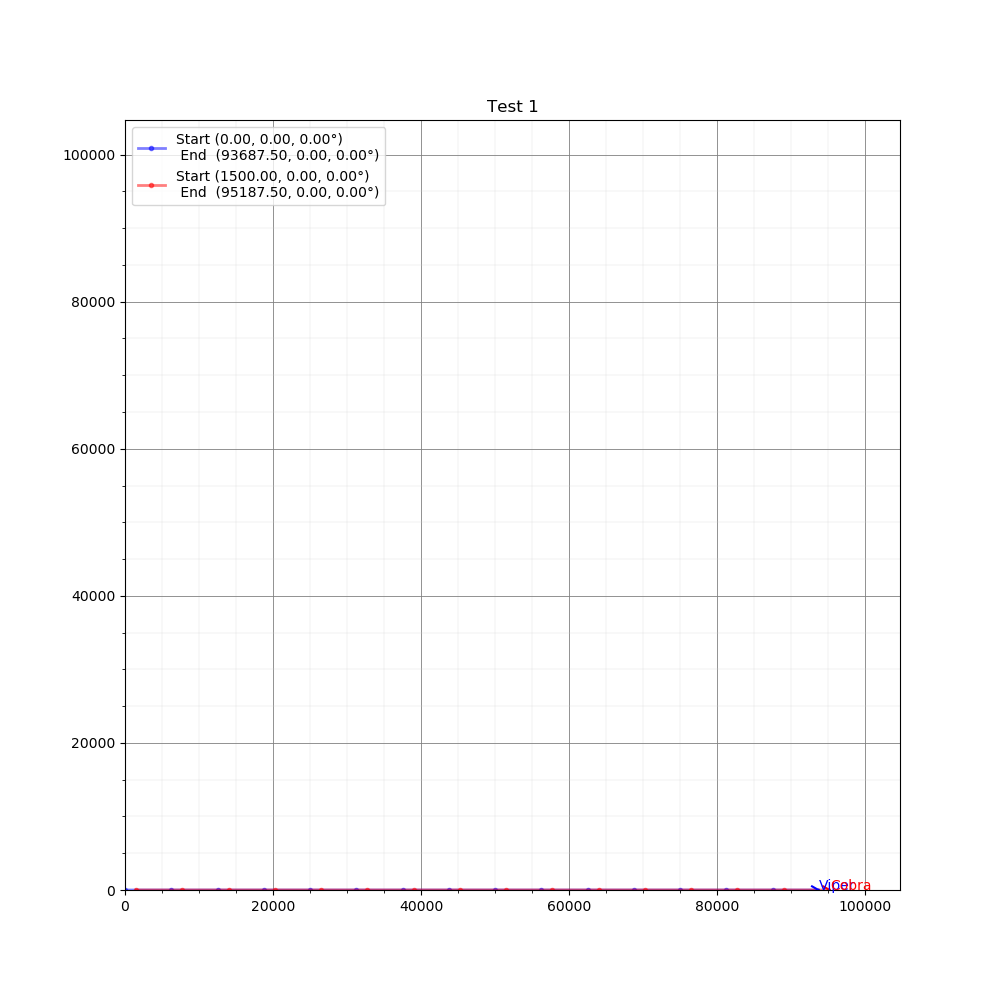 Test 1
Start (0.00, 0.00, 0.00°)
End (93687.50, 0.00, 0.00°)
Start (1500.00, 0.00, 0.00°)
End (95187.50, 0.00, 0.00°)
100000
80000
60000
40000
20000
0
Viper
Cobra
0 20000 40000 60000 80000 100000